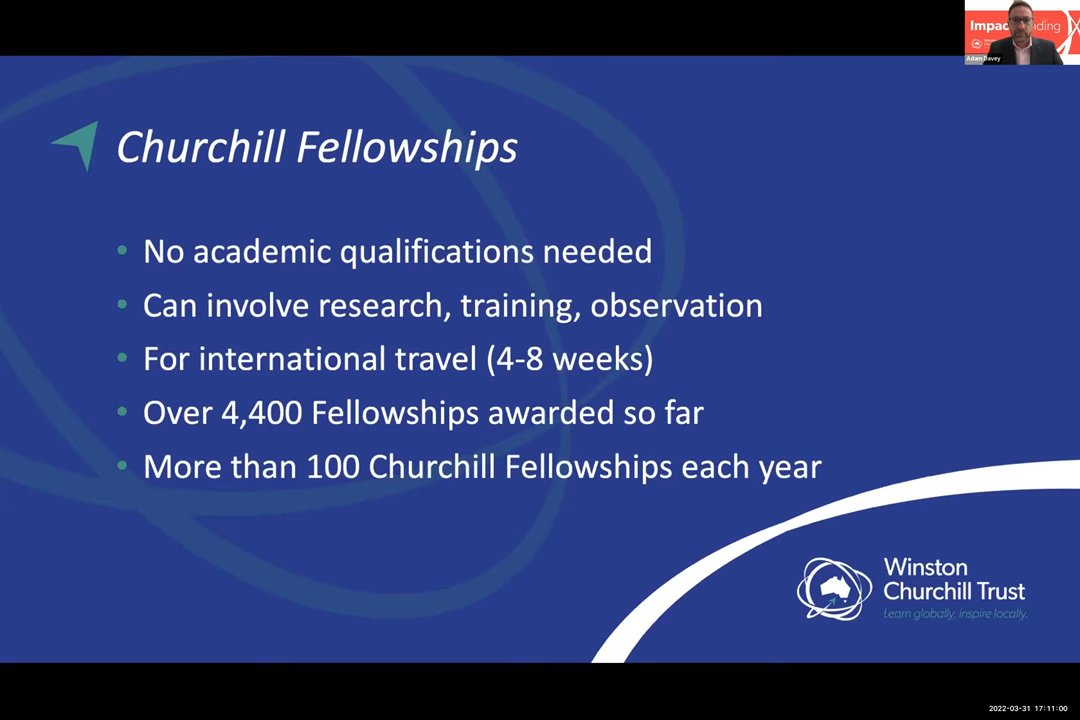 Impac ding
Adam Davey
Churchill Fellowships
• No academic qualifications needed
• Can involve research, training, observation
• For international travel (4-8 weeks)
• Over 4,400 Fellowships awarded so far
• More than 100 Churchill Fellowships each year
Winston
Churchill Trust
Learn globally, inspire locally.
2022-03-31 17:11:00